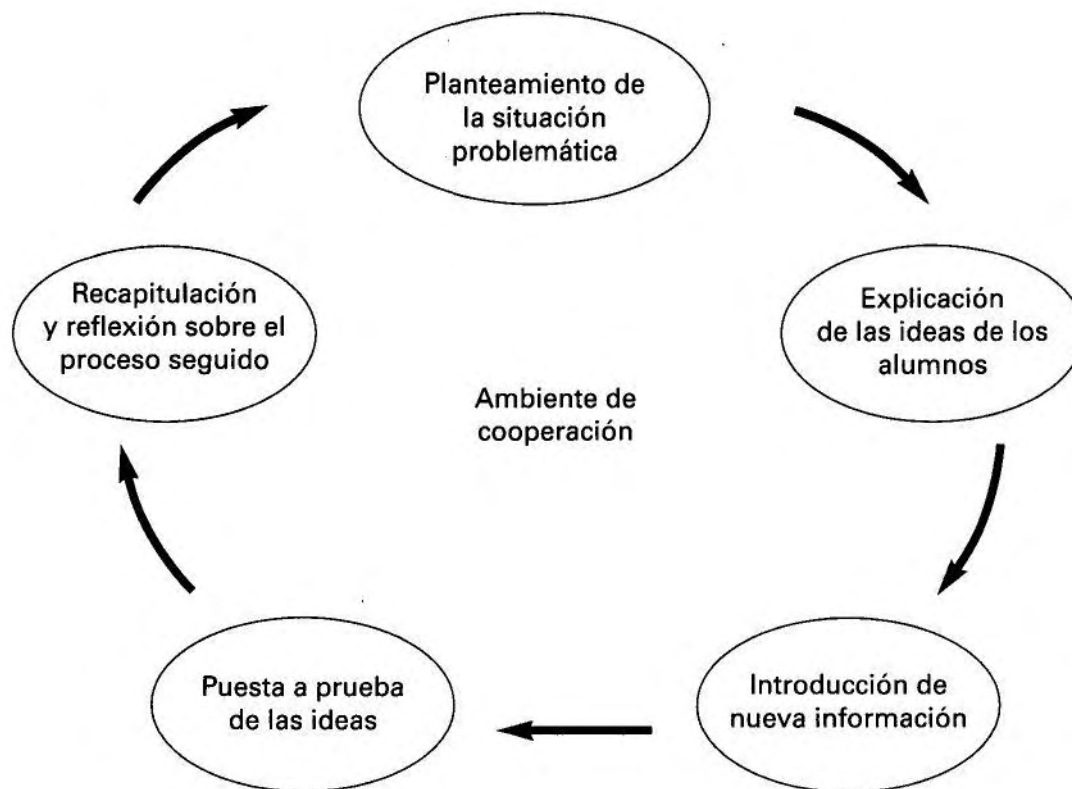 Planteamiento de
la situación
problemática
Explicación
de las ideas de los
alumnos
Introducción de
nueva información
Puesta a prueba
de las ideas
Recapitulación
y reflexión sobre el
proceso seguido
Ambiente de
cooperación